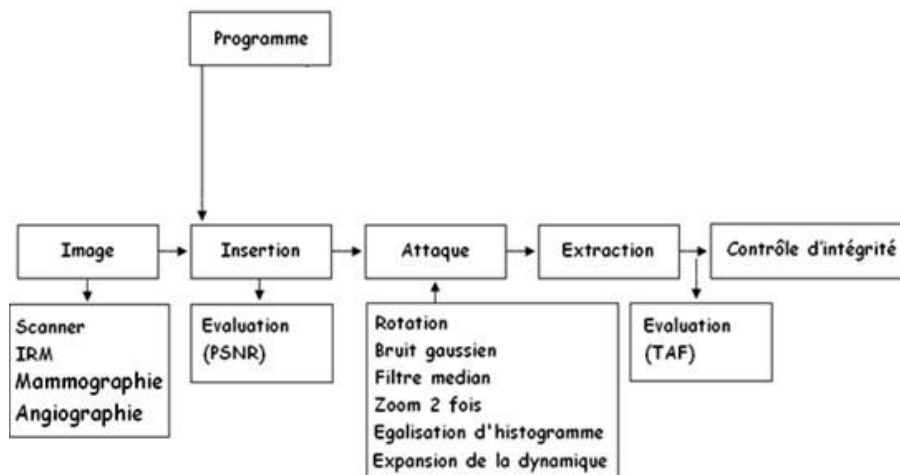 Programme
Image
Insertion
Attaque
Extraction
Contrôle d'intégrité
Scanner
IRM
Mammographie
Angiographie
Evaluation
(PSNR)
Rotation
Bruit gaussien
Filtre median
Zoom 2 fois
Egalisation d'histogramme
Expansion de la dynamique
Evaluation
(TAF)